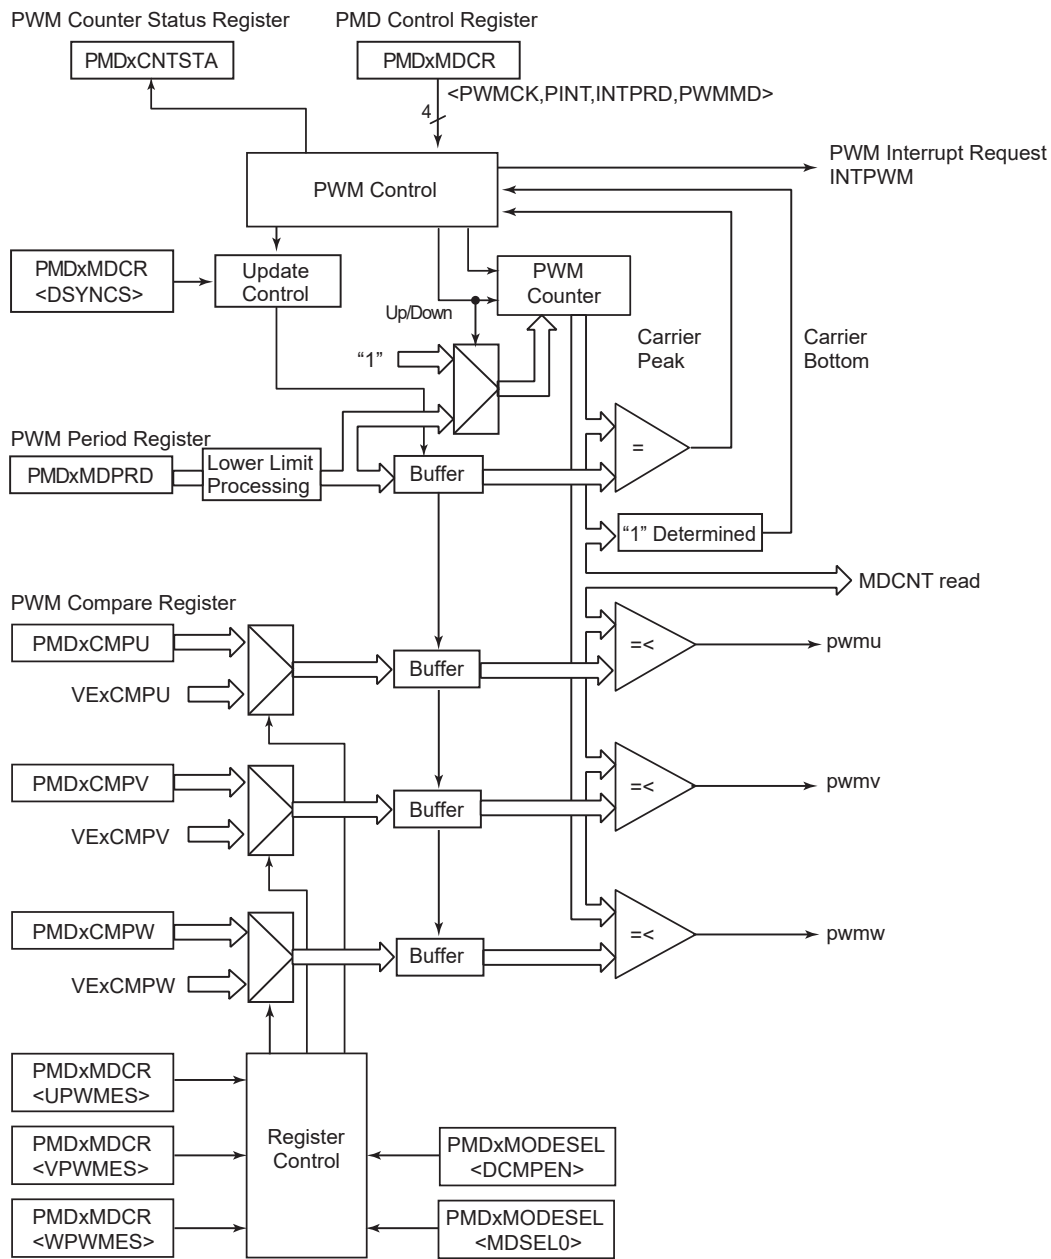 PWM Counter Status Register
PMD Control Register
PMDxCNTSTA
PMDxMDCR
<PWMCK,PINT,INTPRD,PWMMD>
4
PWM Control
PWM Interrupt Request
INTPWM
PMDxMDCR
<DSYNCS>
Update
Control
PWM
Counter
Up/Down
“1”
Carrier
Peak
Carrier
Bottom
PWM Period Register
PMDxMDPRD
Lower Limit
Processing
Buffer
=
“1” Determined
MDCNT read
PWM Compare Register
PMDxCMPU
VExCMPU
Buffer
=<
pwmu
PMDxCMPV
VExCMPV
Buffer
=<
pwmv
PMDxCMPW
VExCMPW
Buffer
=<
pwmw
PMDxMDCR
<UPWMES>
PMDxMDCR
<VPWMES>
PMDxMDCR
<WPWMES>
Register
Control
PMDxMODESEL
<DCMPEN>
PMDxMODESEL
<MDSEL0>